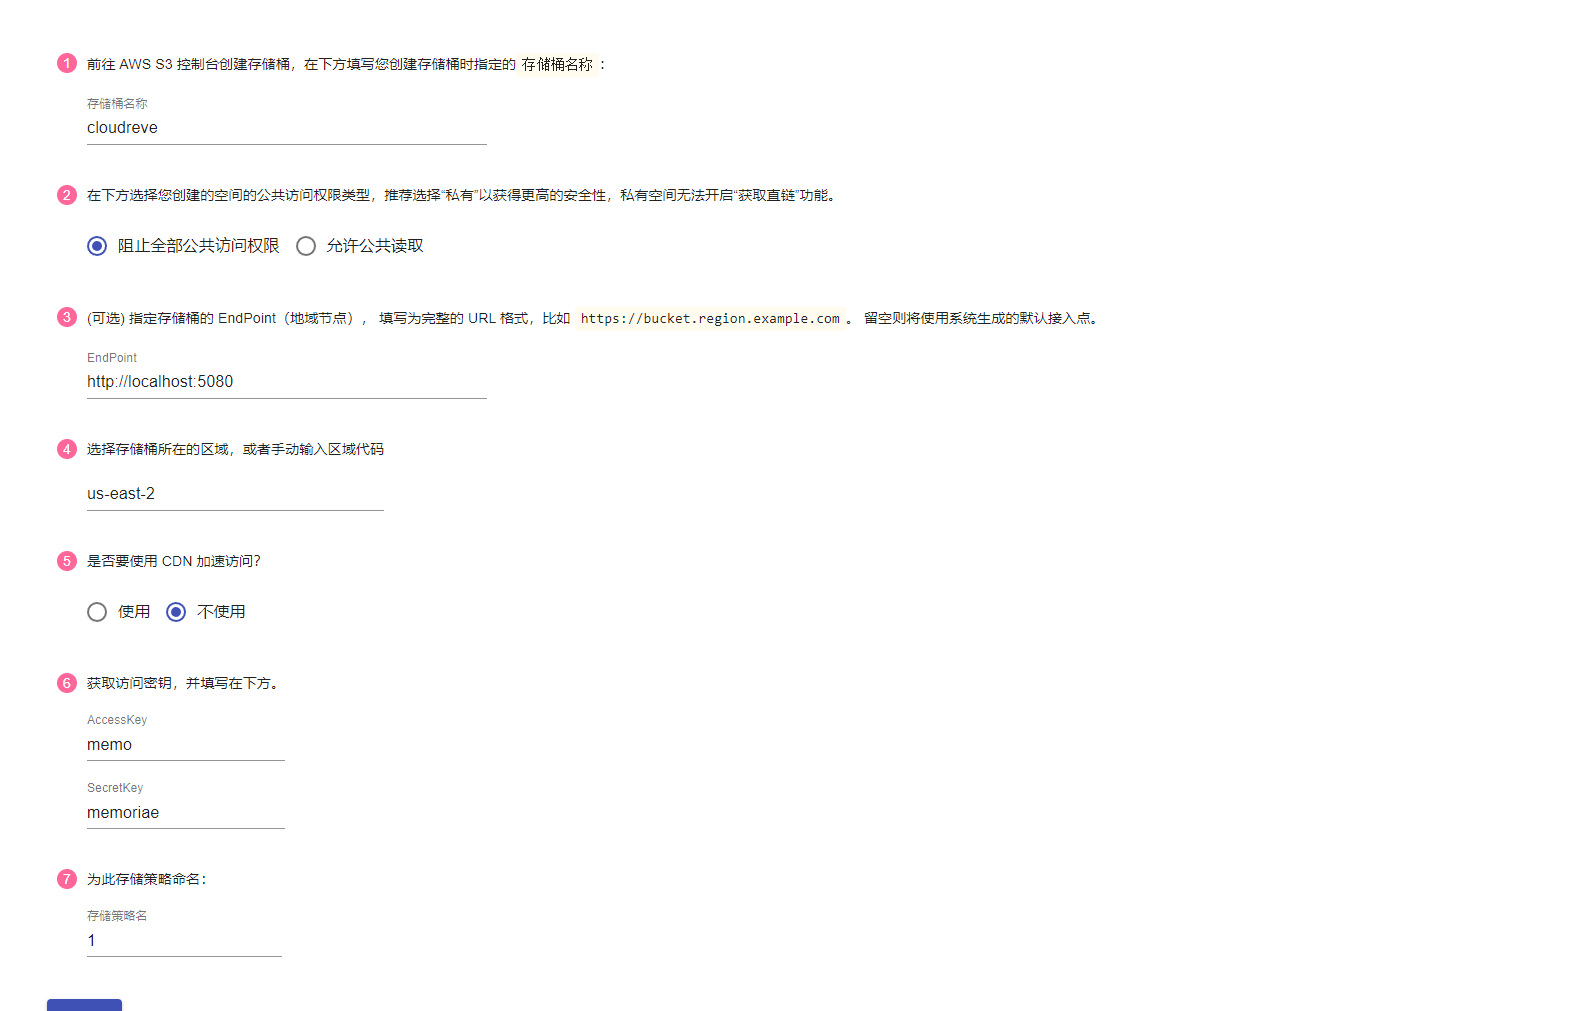 1 前往 AWS S3 控制台创建存储桶，在下方填写您创建存储桶时指定的 存储桶名称 ：
存储桶名称
cloudreve
2 在下方选择您创建的空间的公共访问权限类型，推荐选择“私有”以获得更高的安全性，私有空间无法开启“获取直链”功能。
阻止全部公共访问权限 允许公共读取
3 (可选) 指定存储桶的 EndPoint（地域节点）， 填写为完整的 URL 格式，比如 https://bucket.region.example.com 。 留空则将使用系统生成的默认接入点。
EndPoint
http://localhost:5080
4 选择存储桶所在的区域，或者手动输入区域代码
us-east-2
5 是否要使用 CDN 加速访问？
使用 不使用
6 获取访问密钥，并填写在下方。
AccessKey
memo
SecretKey
memoriae
7 为此存储策略命名：
存储策略名
1